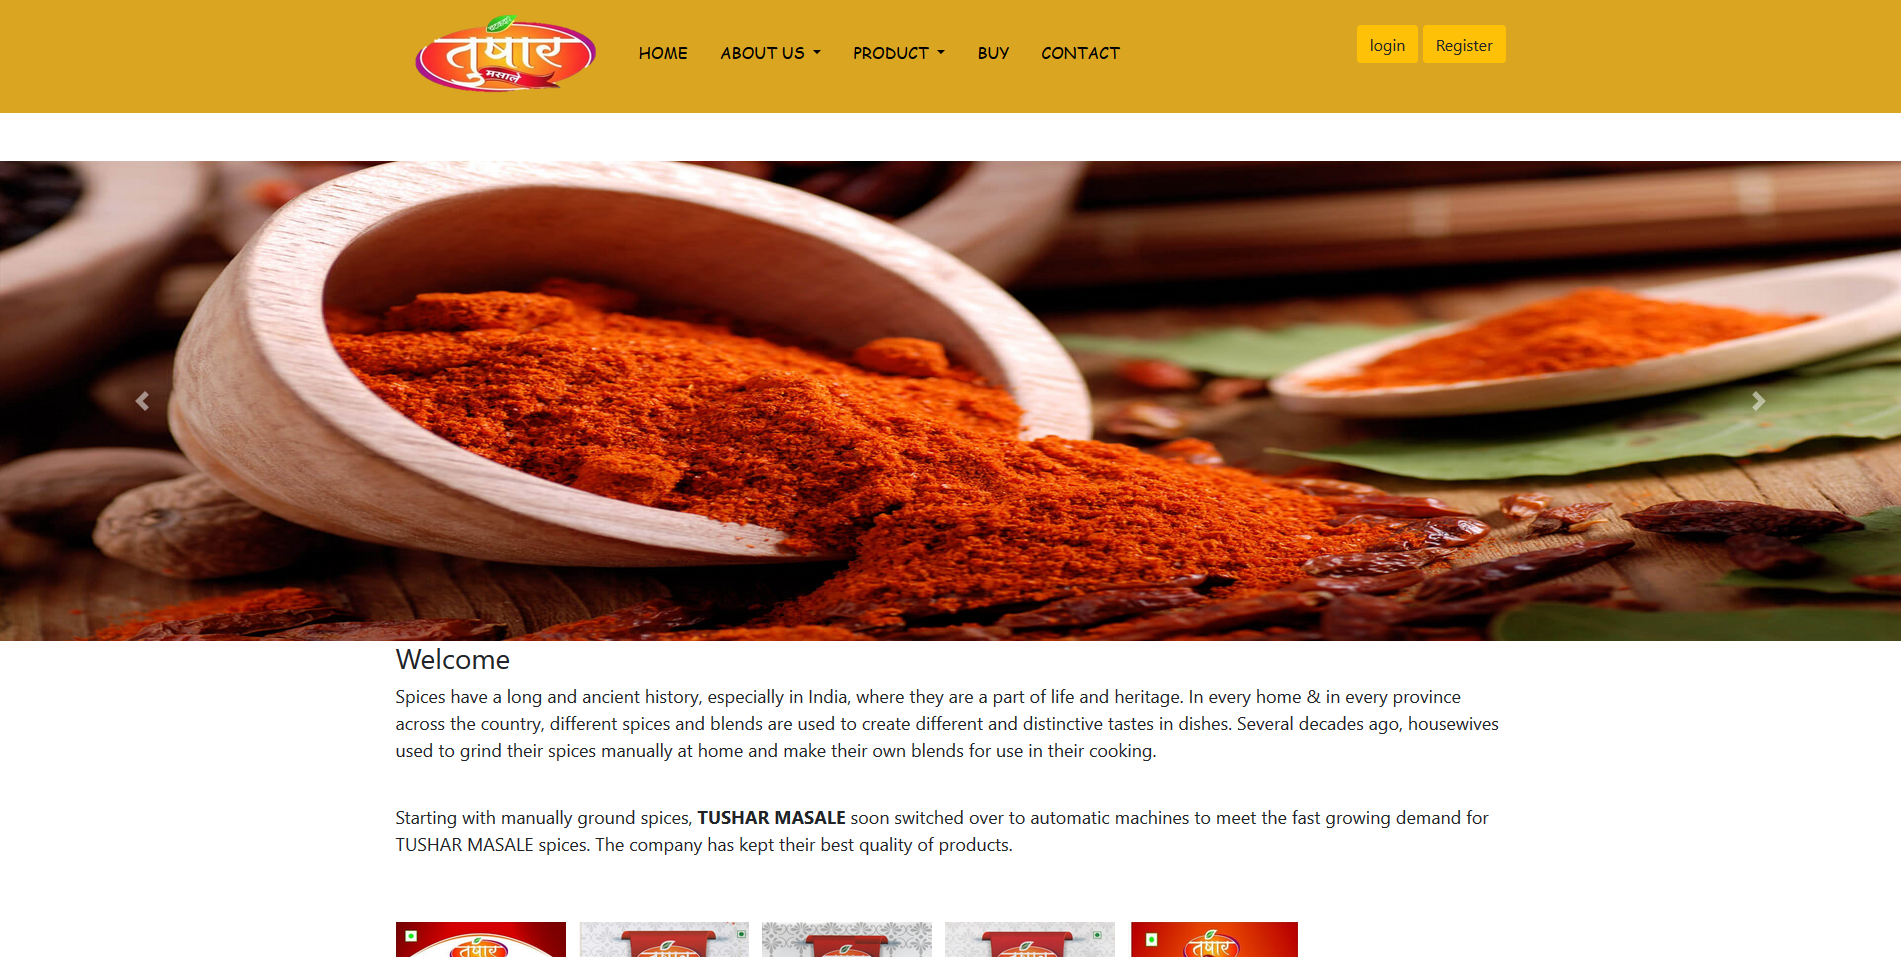 तुषार
मसाले
HOME
ABOUT US
PRODUCT
BUY
CONTACT
login
Register
Welcome
Spices have a long and ancient history, especially in India, where they are a part of life and heritage. In every home & in every province
across the country, different spices and blends are used to create different and distinctive tastes in dishes. Several decades ago, housewives
used to grind their spices manually at home and make their own blends for use in their cooking.
Starting with manually ground spices, TUSHAR MASALE soon switched over to automatic machines to meet the fast growing demand for
TUSHAR MASALE spices. The company has kept their best quality of products.
तुषार
तुषार